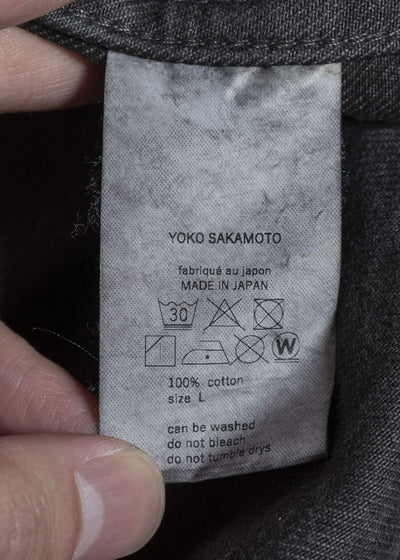 YOKO SAKAMOTO
fabriqué au japon
MADE IN JAPAN
30
W
100% cotton
size L
can be washed
do not bleach
do not tumble drys